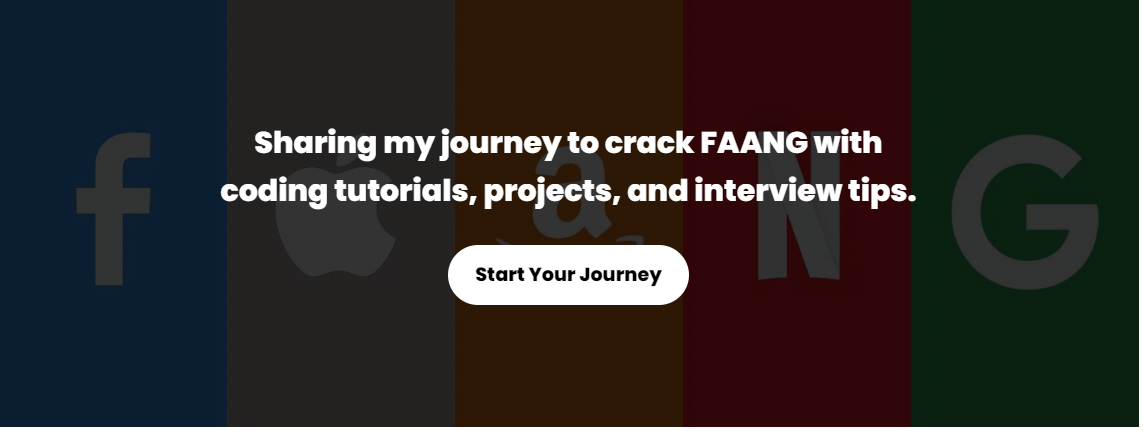 Sharing my journey to crack FAANG with
coding tutorials, projects, and interview tips.
Start Your Journey